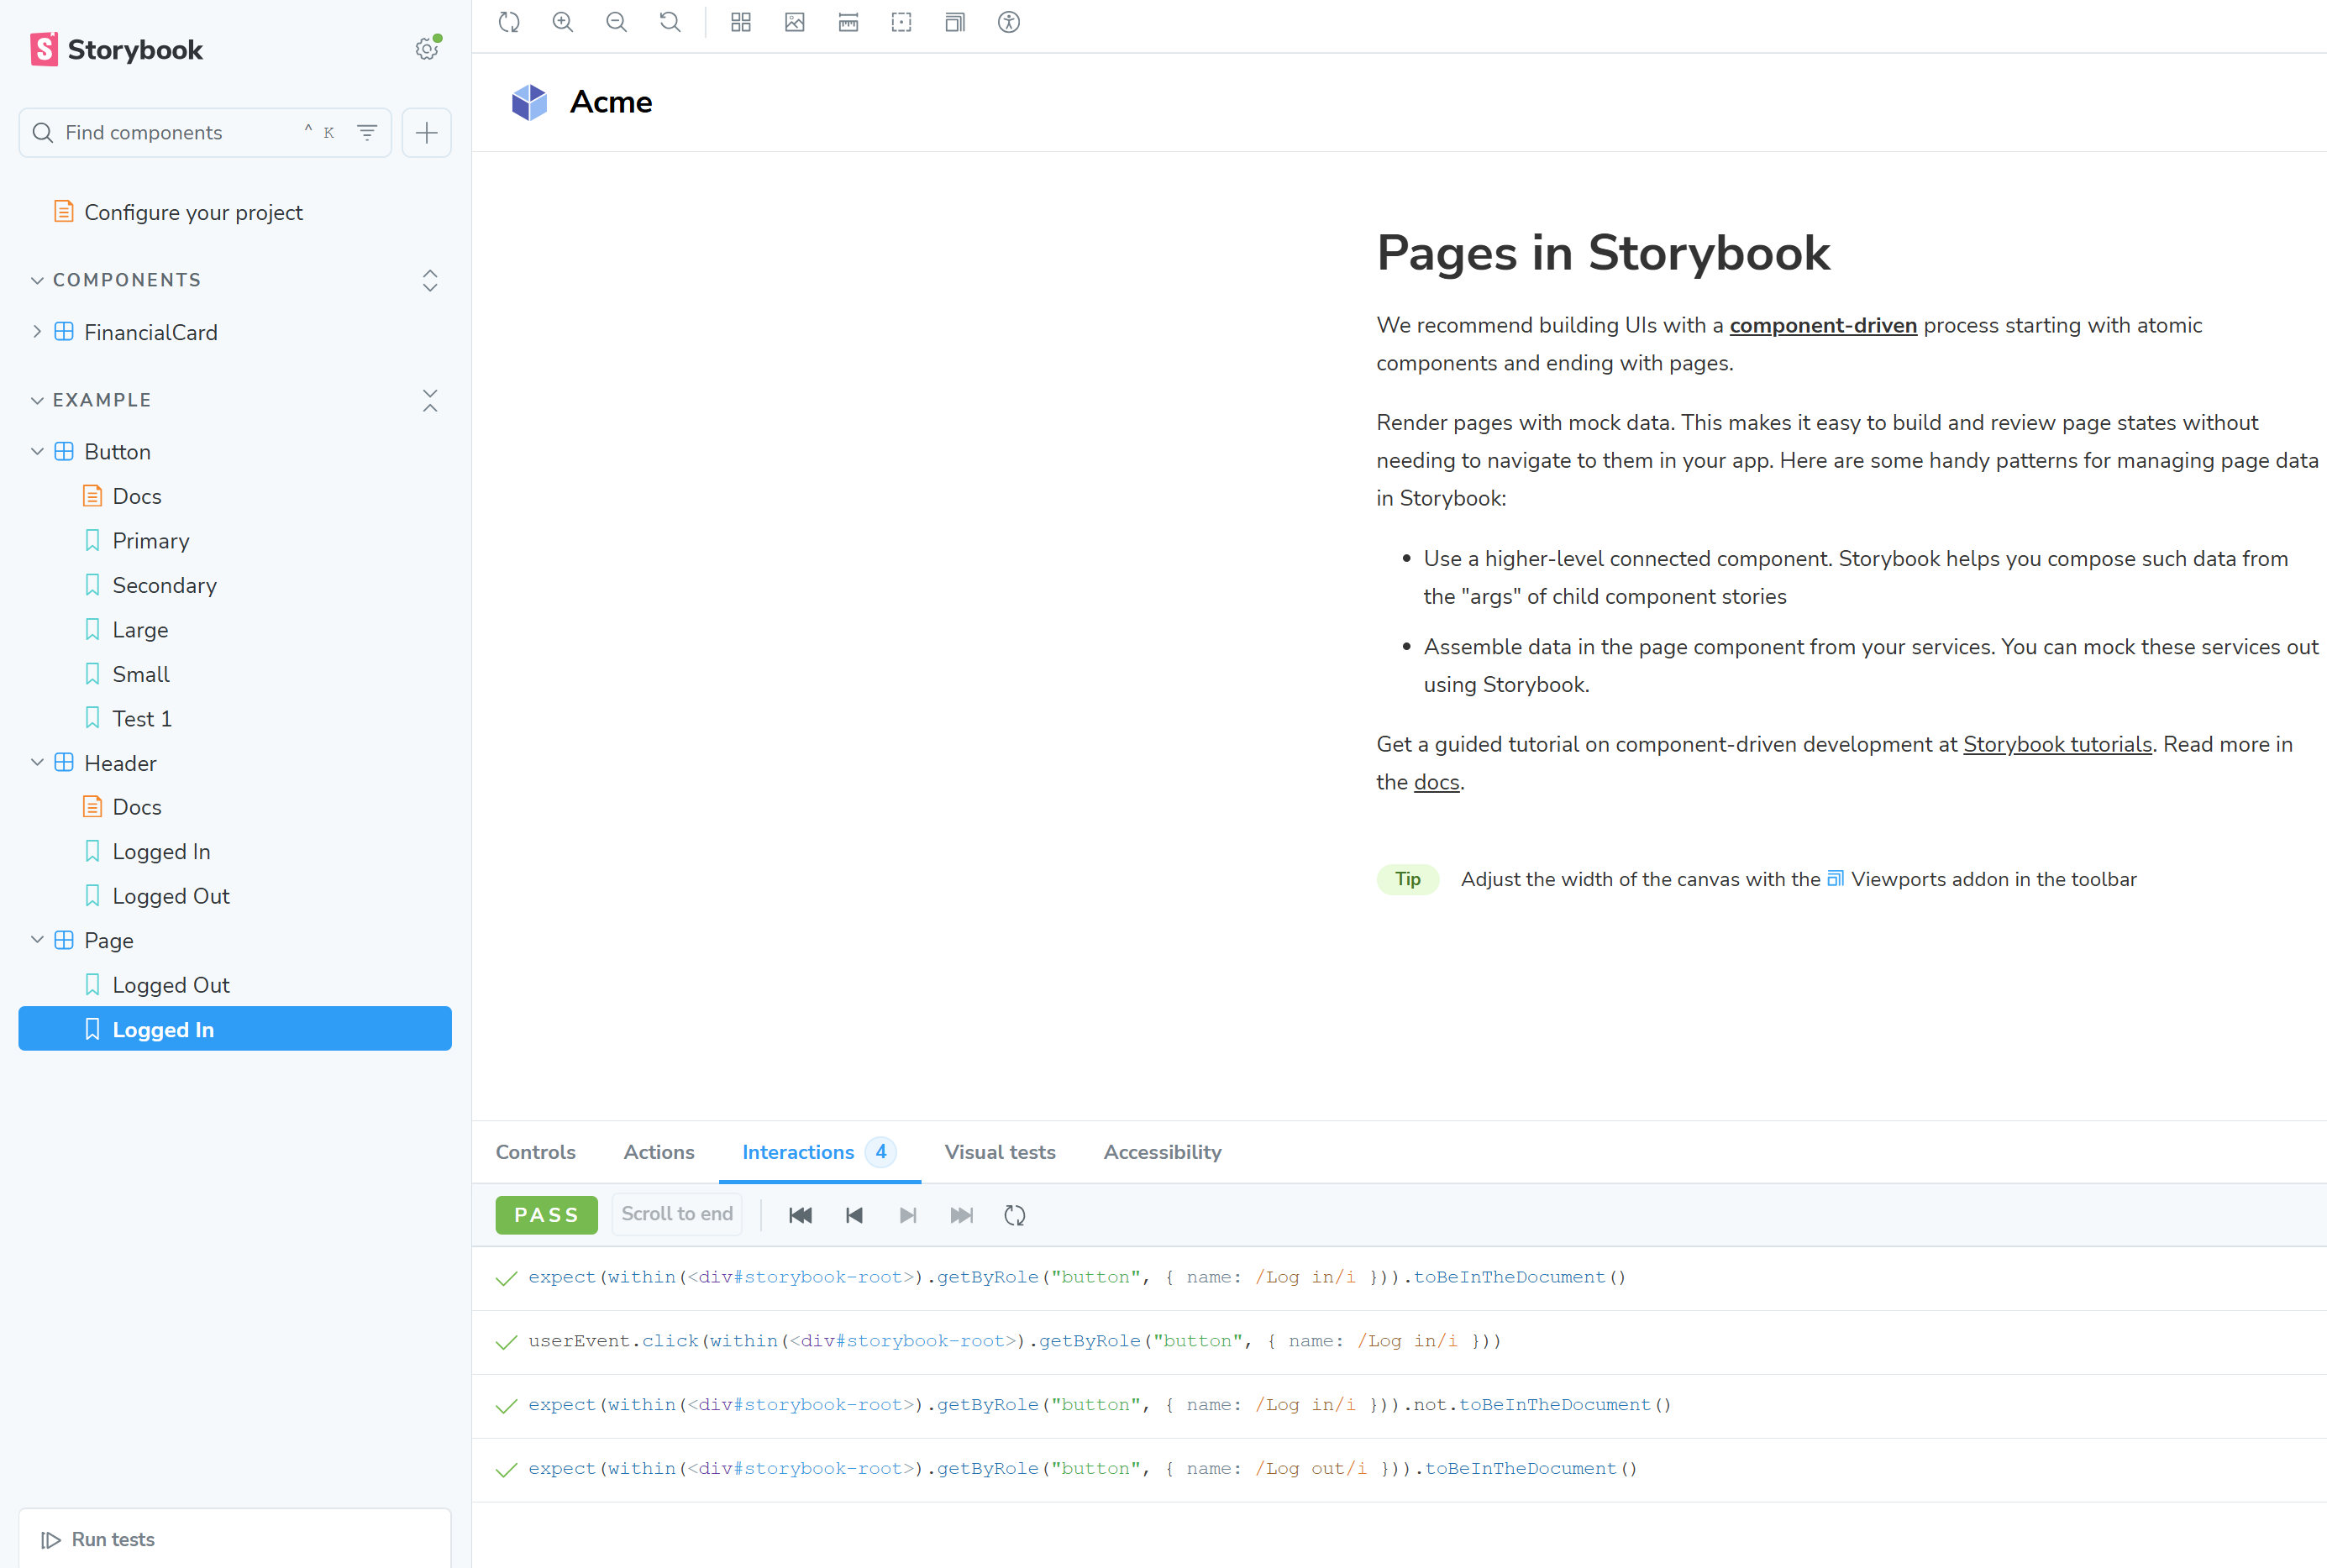 Storybook
Find components ^ K
Configure your project
COMPONENTS
FinancialCard
EXAMPLE
Button
Docs
Primary
Secondary
Large
Small
Test 1
Header
Docs
Logged In
Logged Out
Page
Logged Out
Logged In
Run tests
Acme
Pages in Storybook
We recommend building UIs with a component-driven process starting with atomic
components and ending with pages.
Render pages with mock data. This makes it easy to build and review page states without
needing to navigate to them in your app. Here are some handy patterns for managing page data
in Storybook:
• Use a higher-level connected component. Storybook helps you compose such data from
the "args" of child component stories
• Assemble data in the page component from your services. You can mock these services out
using Storybook.
Get a guided tutorial on component-driven development at Storybook tutorials. Read more in
the docs.
Tip Adjust the width of the canvas with the Viewports addon in the toolbar
Controls Actions Interactions 4 Visual tests Accessibility
PASS Scroll to end
expect(within(<div#storybook-root>).getByRole("button", { name: /Log in/i })).toBeInTheDocument()
userEvent.click(within(<div#storybook-root>).getByRole("button", { name: /Log in/i }))
expect(within(<div#storybook-root>).getByRole("button", { name: /Log in/i })).not.toBeInTheDocument()
expect(within(<div#storybook-root>).getByRole("button", { name: /Log out/i })).toBeInTheDocument()